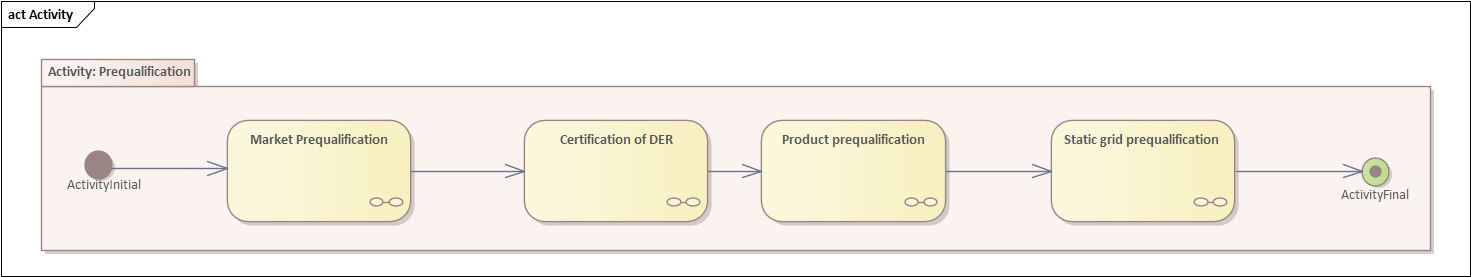 act Activity
Activity: Prequalification
Market Prequalification
Certification of DER
Product prequalification
Static grid prequalification
ActivityInitial
ActivityFinal